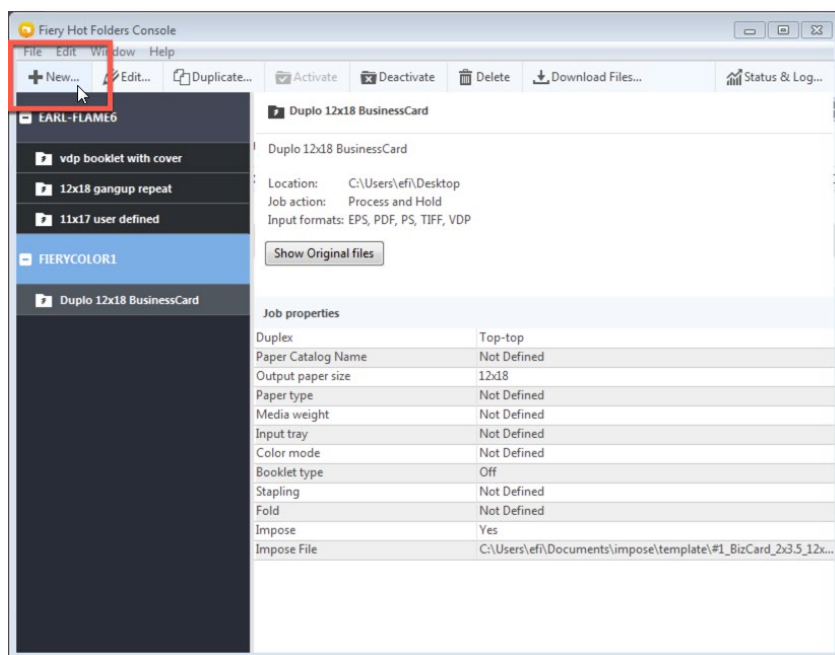 Fiery Hot Folders Console
File Edit Window Help
New... Edit... Duplicate... Activate Deactivate Delete Download Files... Status & Log...
EARL-FLAME6
vdp booklet with cover
12x18 gangup repeat
11x17 user defined
FIERYCOLOR1
Duplo 12x18 BusinessCard
Duplo 12x18 BusinessCard
Duplo 12x18 BusinessCard
Location: C:\Users\efi\Desktop
Job action: Process and Hold
Input formats: EPS, PDF, PS, TIFF, VDP
Show Original files
Job properties
Duplex Top-top
Paper Catalog Name Not Defined
Output paper size 12x18
Paper type Not Defined
Media weight Not Defined
Input tray Not Defined
Color mode Not Defined
Booklet type Off
Stapling Not Defined
Fold Not Defined
Impose Yes
Impose File C:\Users\efi\Documents\impose\template\#1_BizCard_2x3.5_12x...